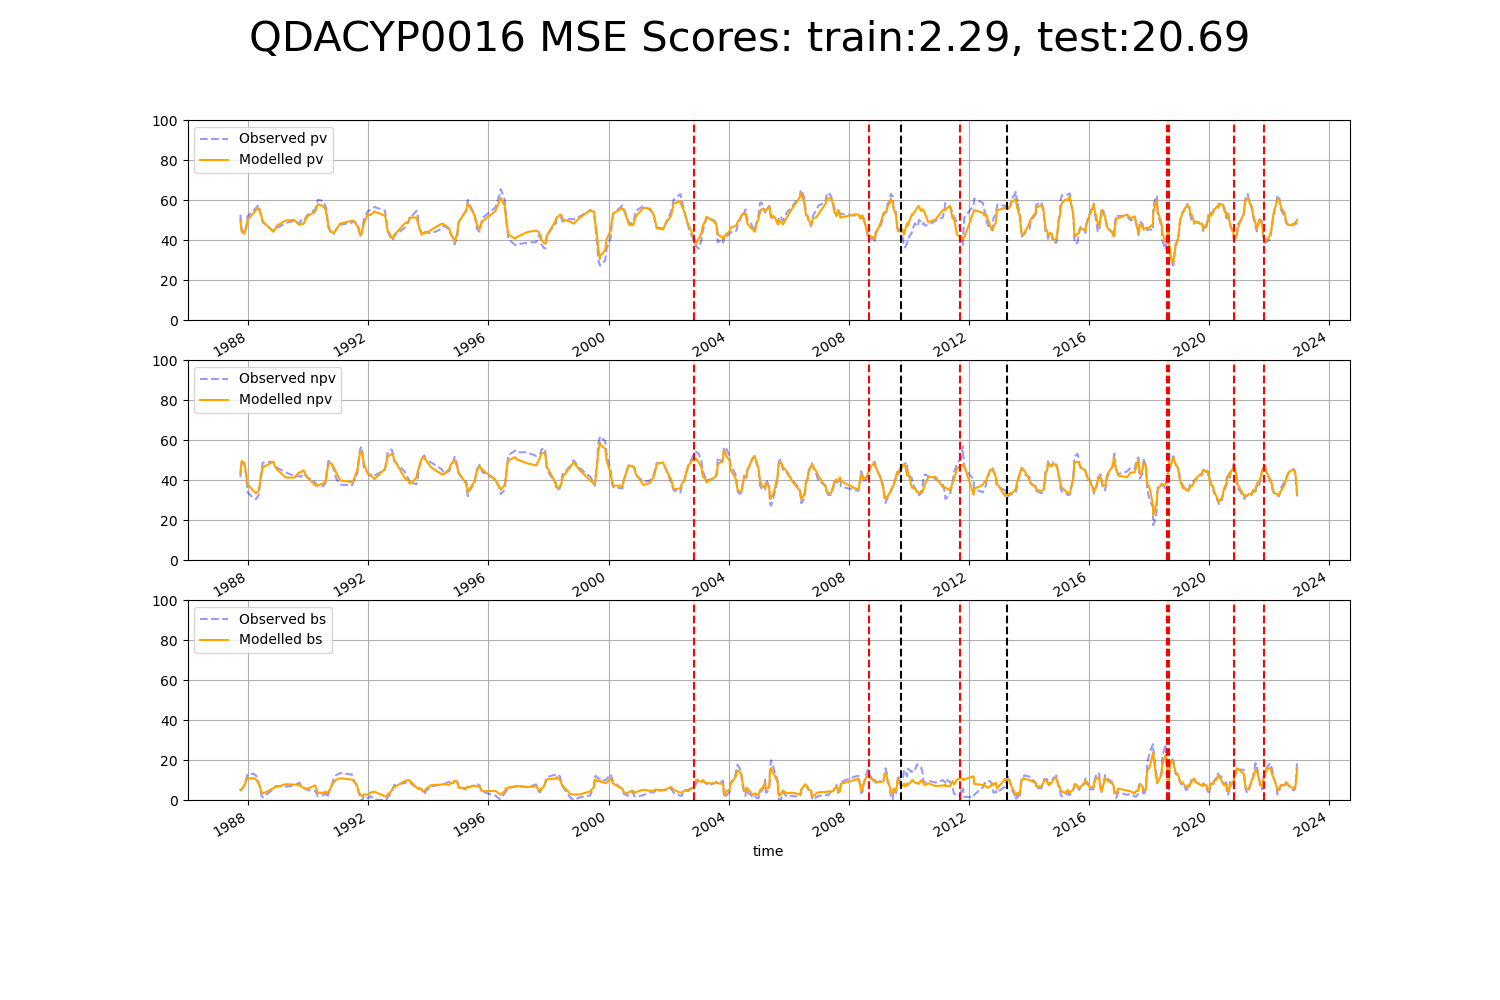 QDACYP0016 MSE Scores: train:2.29, test:20.69
100
80
60
40
20
0
Observed pv
Modelled pv
1988 1992 1996 2000 2004 2008 2012 2016 2020 2024
100
80
60
40
20
0
Observed npv
Modelled npv
1988 1992 1996 2000 2004 2008 2012 2016 2020 2024
100
80
60
40
20
0
Observed bs
Modelled bs
1988 1992 1996 2000 2004 2008 2012 2016 2020 2024
time